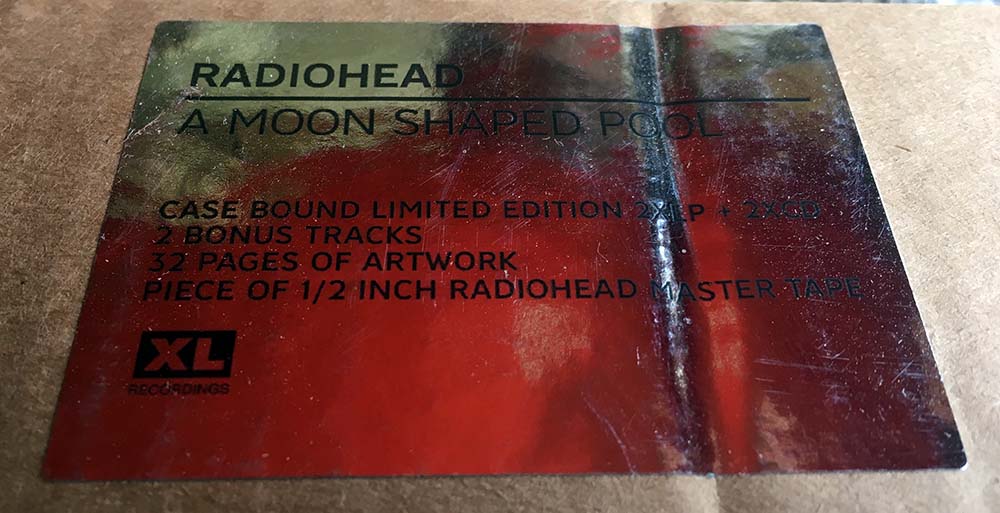 RADIOHEAD
A MOON SHAPED POOL
CASE BOUND LIMITED EDITION 2XLP + 2XCD
2 BONUS TRACKS
32 PAGES OF ARTWORK
PIECE OF 1/2 INCH RADIOHEAD MASTER TAPE
XL
RECORDINGS